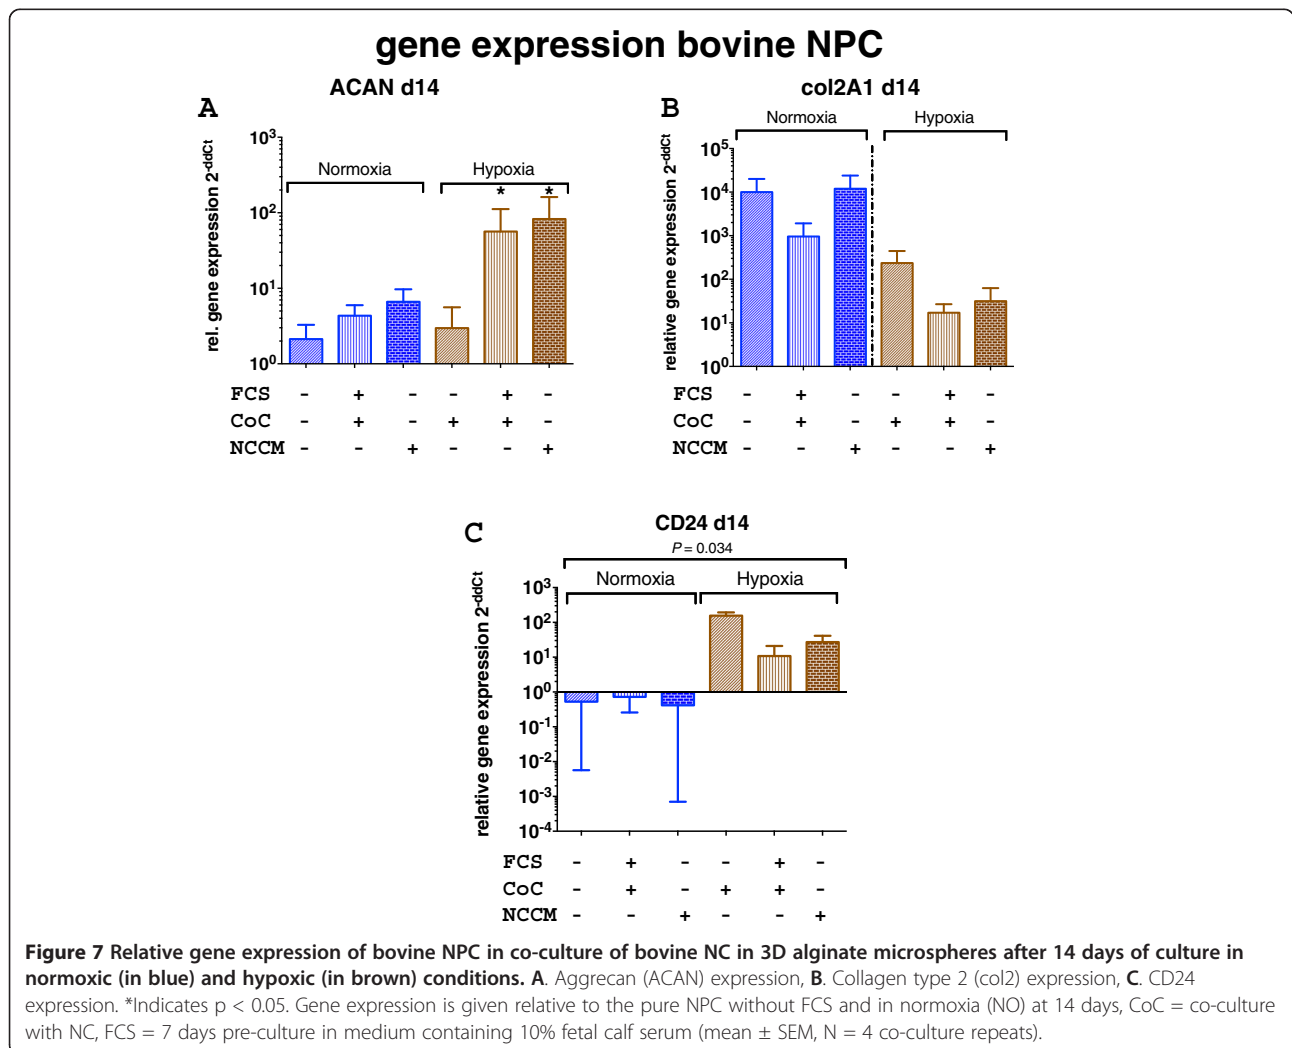 gene expression bovine NPC
A
ACAN d14
rel. gene expression 2-ddCt
10³
10²
10¹
10⁰
Normoxia
Hypoxia
* *
FCS - + - - + -
CoC - + - + + -
NCCM - - + - - +
B
col2A1 d14
Normoxia
Hypoxia
relative gene expression 2-ddCt
10⁵
10⁴
10³
10²
10¹
10⁰
FCS - + - - + -
CoC - + - + + -
NCCM - - + - - +
C
CD24 d14
P = 0.034
Normoxia
Hypoxia
relative gene expression 2-ddCt
10³
10²
10¹
10⁰
10⁻¹
10⁻²
10⁻³
10⁻⁴
FCS - + - - + -
CoC - + - + + -
NCCM - - + - - +
Figure 7 Relative gene expression of bovine NPC in co-culture of bovine NC in 3D alginate microspheres after 14 days of culture in
normoxic (in blue) and hypoxic (in brown) conditions. A. Aggrecan (ACAN) expression, B. Collagen type 2 (col2) expression, C. CD24
expression. *Indicates p < 0.05. Gene expression is given relative to the pure NPC without FCS and in normoxia (NO) at 14 days, CoC = co-culture
with NC, FCS = 7 days pre-culture in medium containing 10% fetal calf serum (mean ± SEM, N = 4 co-culture repeats).